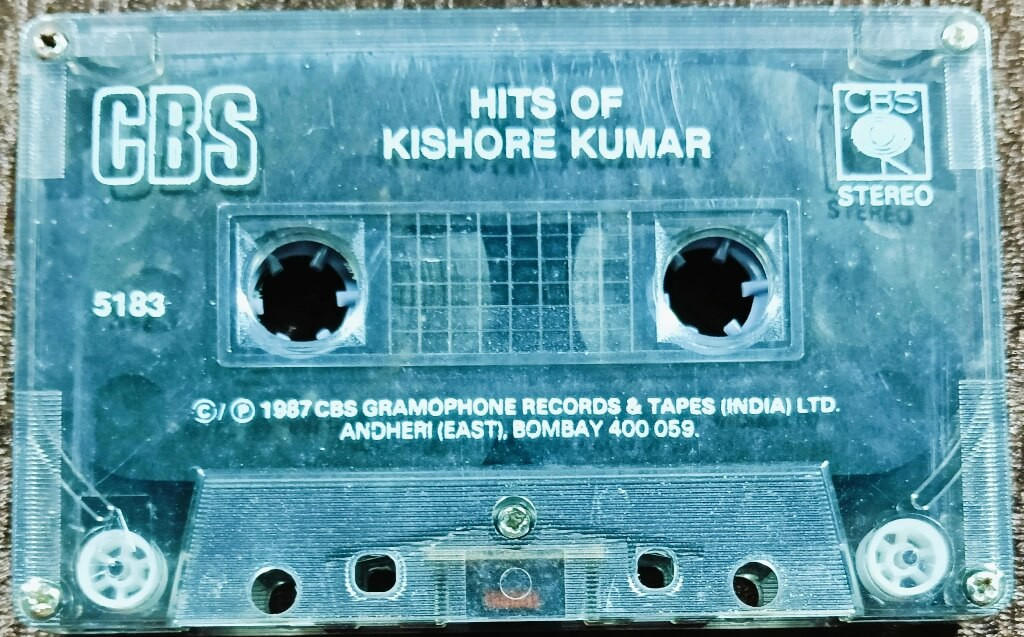 CBS
HITS OF
KISHORE KUMAR
CBS
STEREO
5183
©/℗ 1987 CBS GRAMOPHONE RECORDS & TAPES (INDIA) LTD.
ANDHERI (EAST), BOMBAY 400 059.